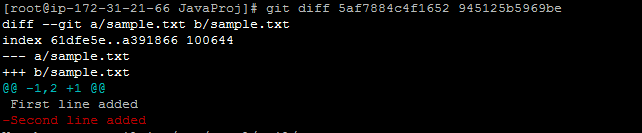 [root@ip-172-31-21-66 JavaProj]# git diff 5af7884c4f1652 945125b5969be
diff --git a/sample.txt b/sample.txt
index 61dfe5e..a391866 100644
--- a/sample.txt
+++ b/sample.txt
@@ -1,2 +1 @@
 First line added
-Second line added